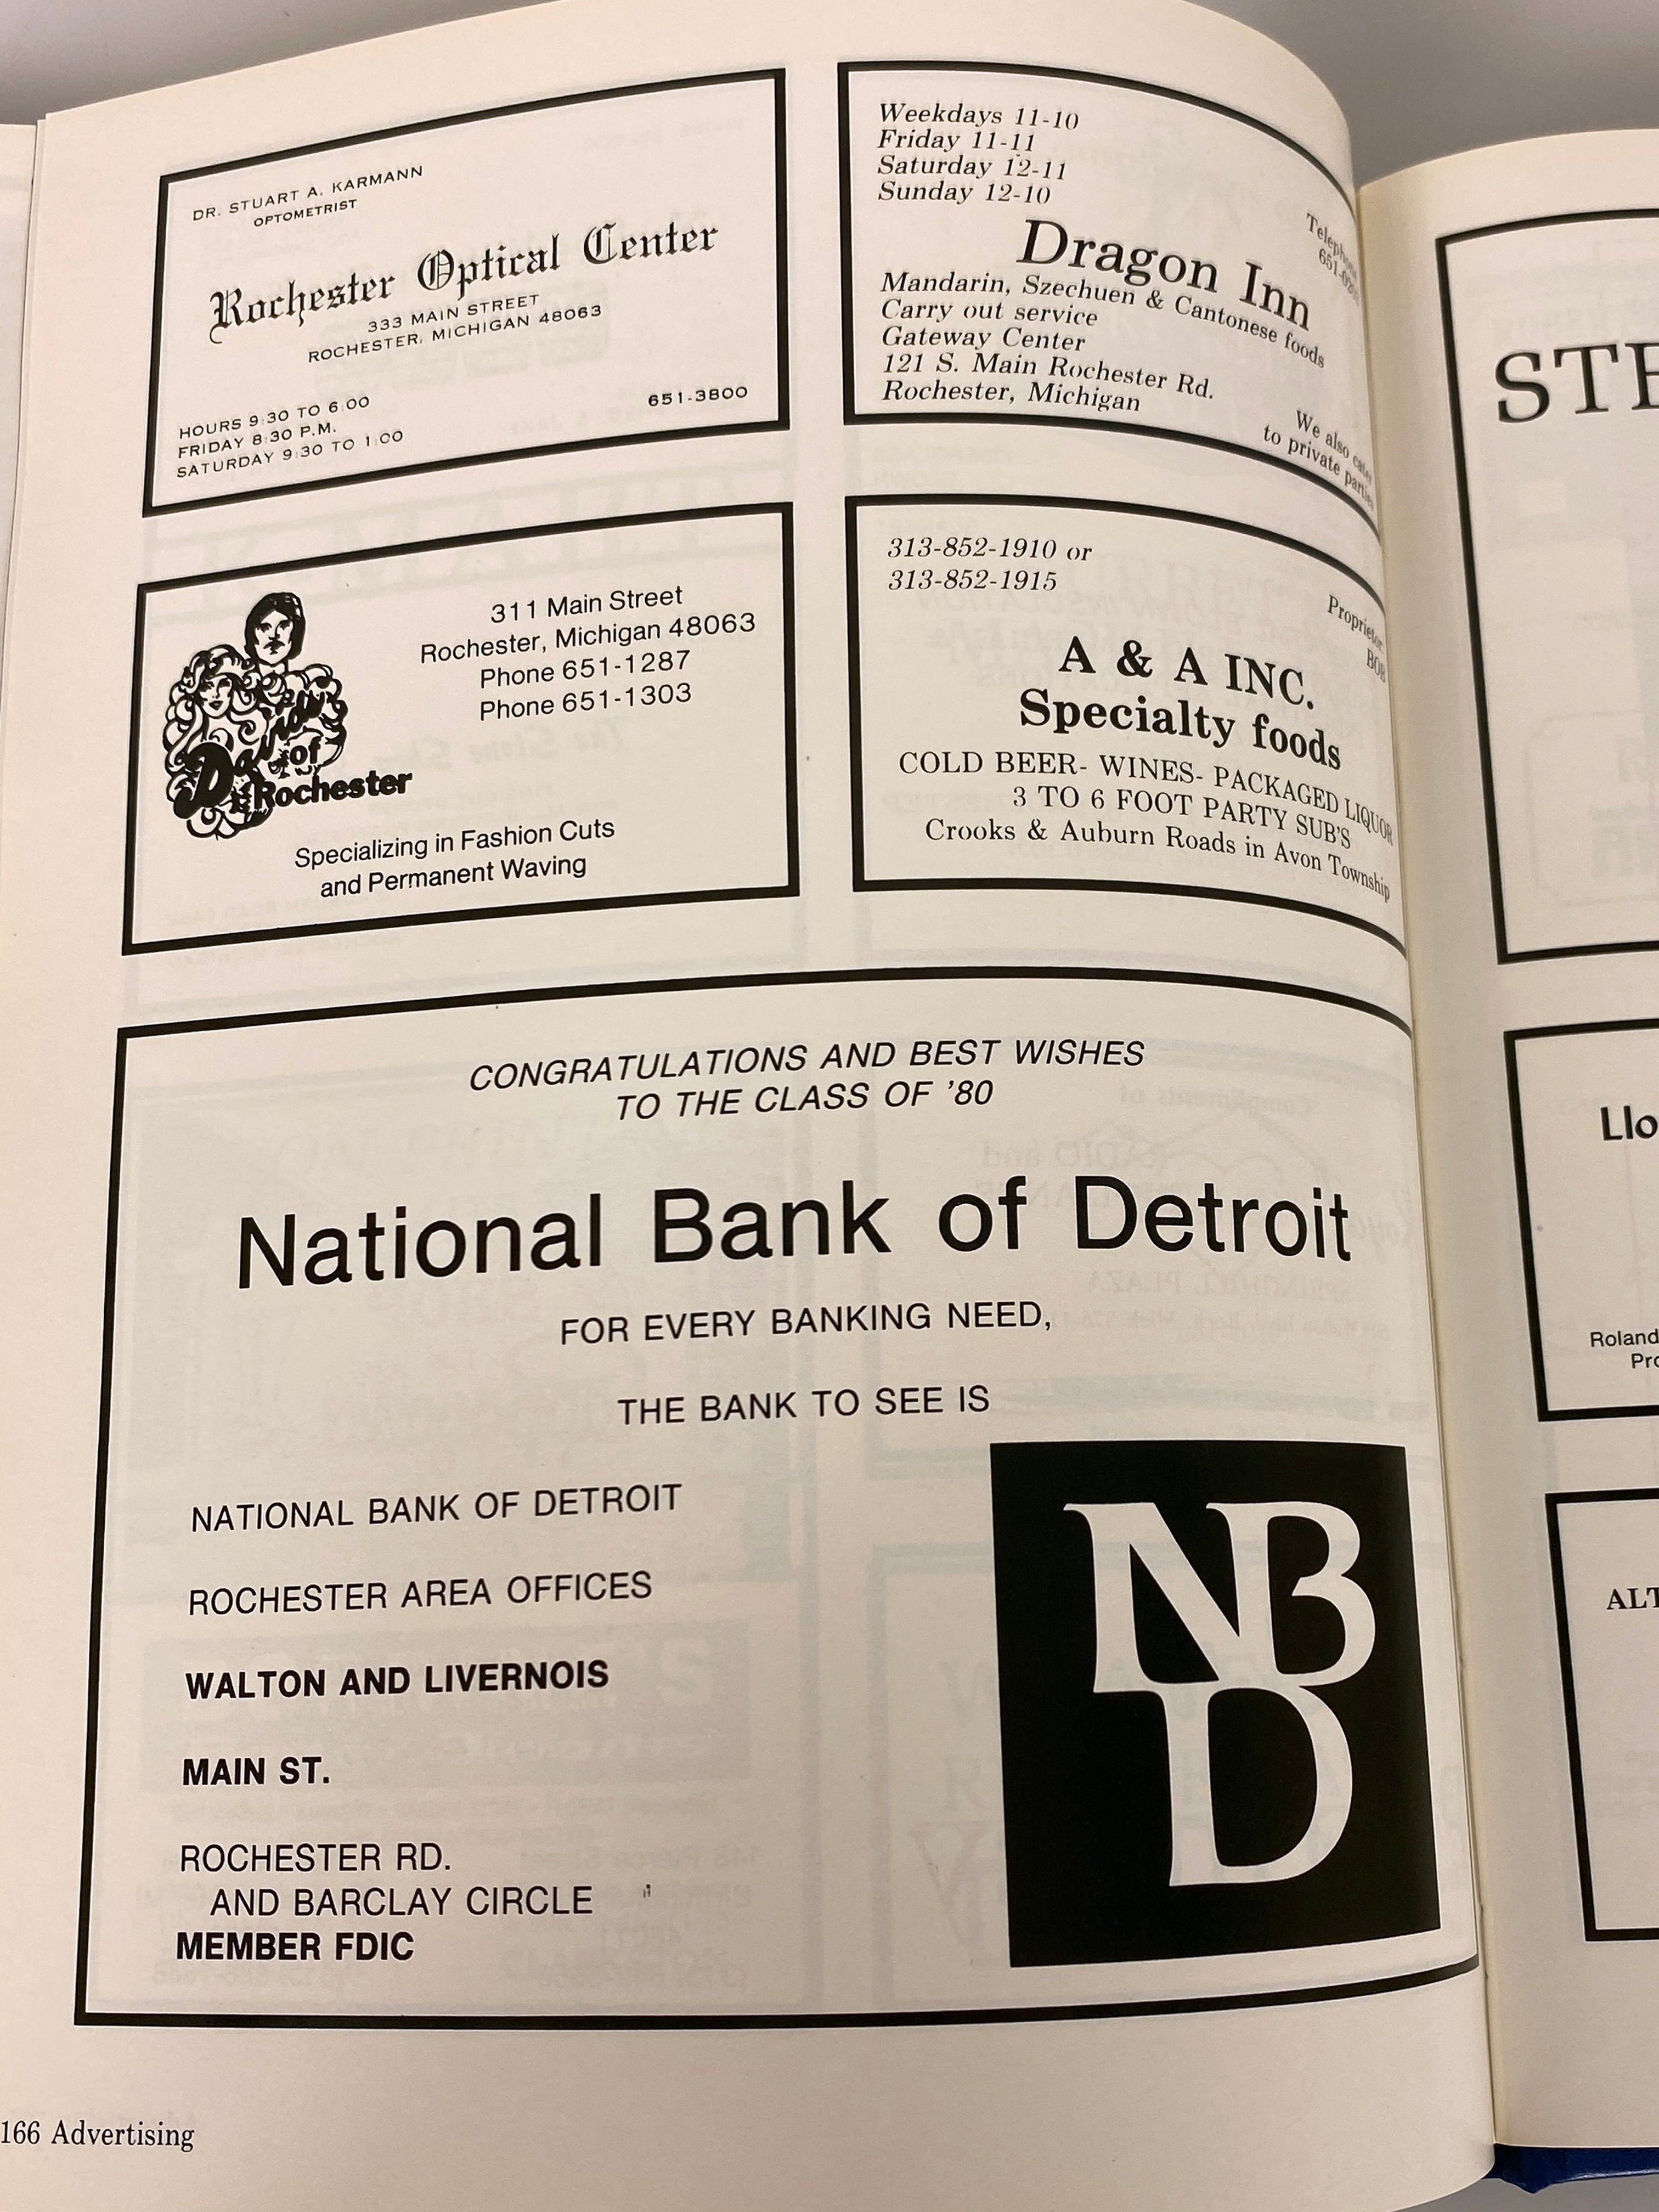 DR. STUART A. KARMANN
OPTOMETRIST
Rochester Optical Center
333 MAIN STREET
ROCHESTER, MICHIGAN 48063
HOURS 9:30 TO 6:00
FRIDAY 8:30 P.M.
SATURDAY 9:30 TO 1:00
651-3800
Weekdays 11-10
Friday 11-11
Saturday 12-11
Sunday 12-10
Dragon Inn
Mandarin, Szechuen & Cantonese foods
Carry out service
Gateway Center
121 S. Main Rochester Rd.
Rochester, Michigan
We also
to private
311 Main Street
Rochester, Michigan 48063
Phone 651-1287
Phone 651-1303
of
Rochester
Specializing in Fashion Cuts
and Permanent Waving
313-852-1910 or
313-852-1915
BOB
A & A INC.
Specialty foods
COLD BEER- WINES- PACKAGED LIQUOR
3 TO 6 FOOT PARTY SUB'S
Crooks & Auburn Roads in Avon Township
CONGRATULATIONS AND BEST WISHES
TO THE CLASS OF '80
National Bank of Detroit
FOR EVERY BANKING NEED,
THE BANK TO SEE IS
NATIONAL BANK OF DETROIT
ROCHESTER AREA OFFICES
WALTON AND LIVERNOIS
MAIN ST.
ROCHESTER RD.
AND BARCLAY CIRCLE
MEMBER FDIC
NBD
166 Advertising
STE
Llo
Roland
Pro
ALT